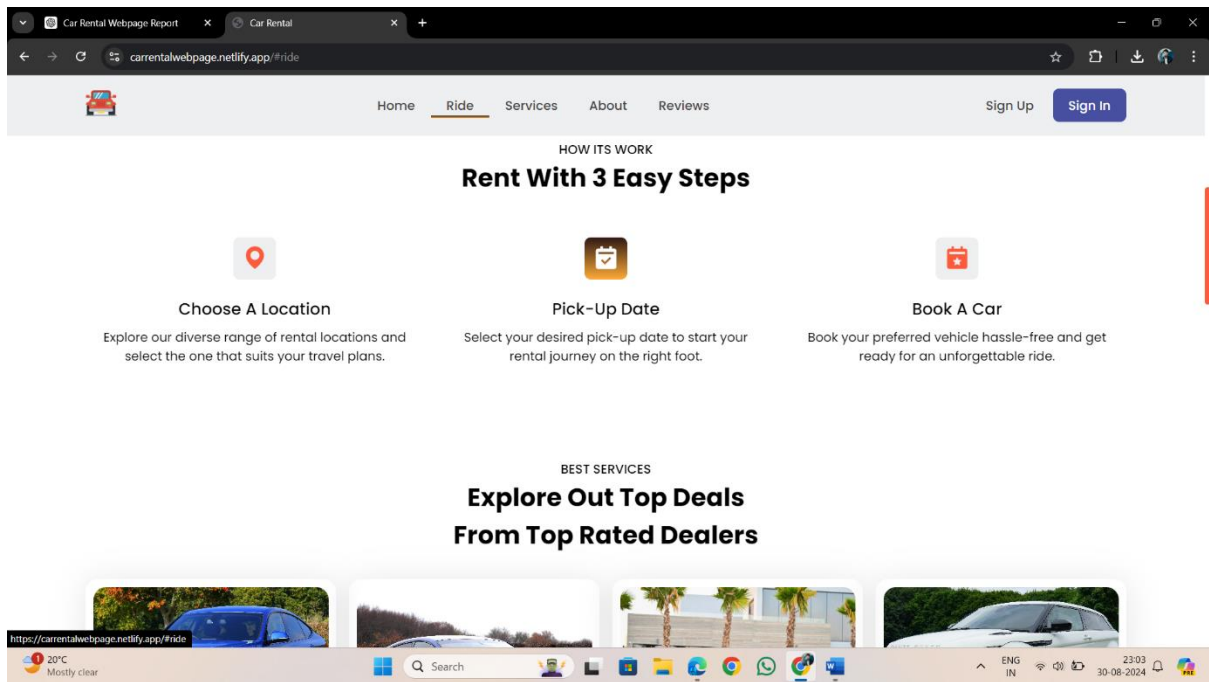 Car Rental Webpage Report
Car Rental
carrentalwebpage.netlify.app/#ride
Home Ride Services About Reviews Sign Up Sign In
HOW ITS WORK
Rent With 3 Easy Steps
Choose A Location
Explore our diverse range of rental locations and
select the one that suits your travel plans.
Pick-Up Date
Select your desired pick-up date to start your
rental journey on the right foot.
Book A Car
Book your preferred vehicle hassle-free and get
ready for an unforgettable ride.
BEST SERVICES
Explore Out Top Deals
From Top Rated Dealers
https://carrentalwebpage.netlify.app/#ride
1
20°C
Mostly clear
Search
ENG
IN
23:03
30-08-2024
PRE